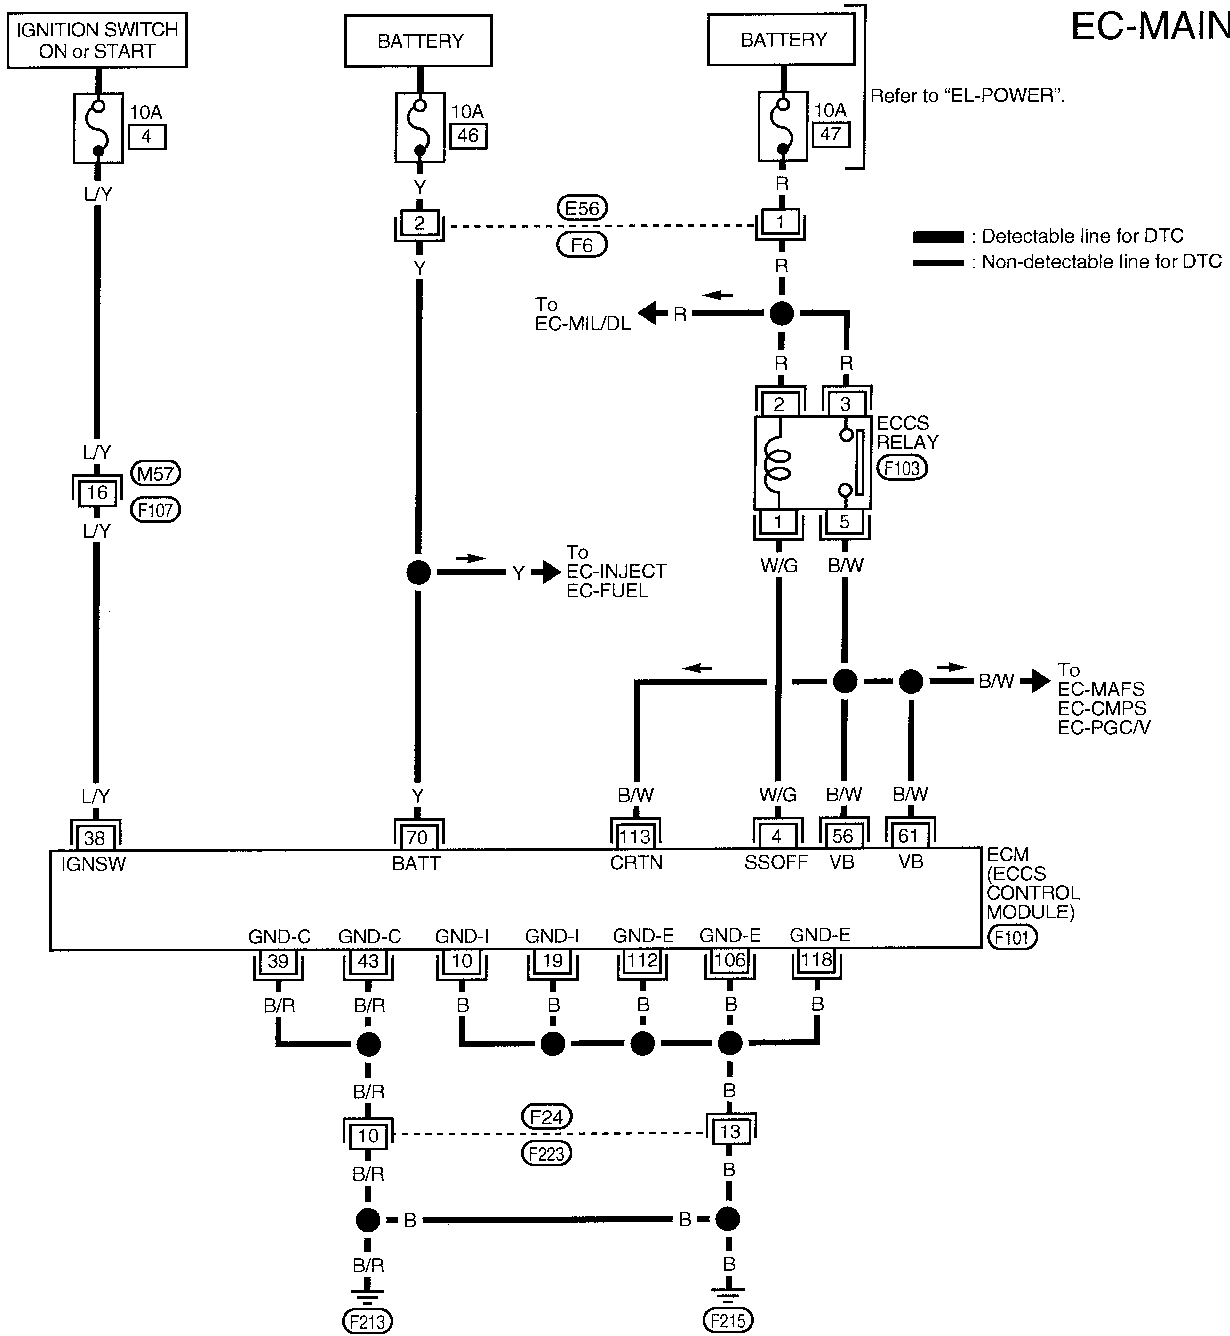 EC-MAIN
IGNITION SWITCH
ON or START
BATTERY
BATTERY
Refer to "EL-POWER".
10A
4
10A
46
10A
47
L/Y
Y
R
2
E56
F6
1
Y
R
: Detectable line for DTC
: Non-detectable line for DTC
To
EC-MIL/DL
R
R
R
2
3
ECCS
RELAY
F103
L/Y
16
M57
F107
L/Y
1
5
W/G
B/W
Y
To
EC-INJECT
EC-FUEL
B/W
To
EC-MAFS
EC-CMPS
EC-PGC/V
L/Y
Y
B/W
W/G
B/W
B/W
38
70
113
4
56
61
IGNSW
BATT
CRTN
SSOFF
VB
VB
ECM
(ECCS
CONTROL
MODULE)
F101
GND-C
GND-C
GND-I
GND-I
GND-E
GND-E
GND-E
39
43
10
19
112
106
118
B/R
B/R
B
B
B
B
B
B/R
B
10
F24
F223
13
B/R
B
B
B
B/R
B
F213
F215